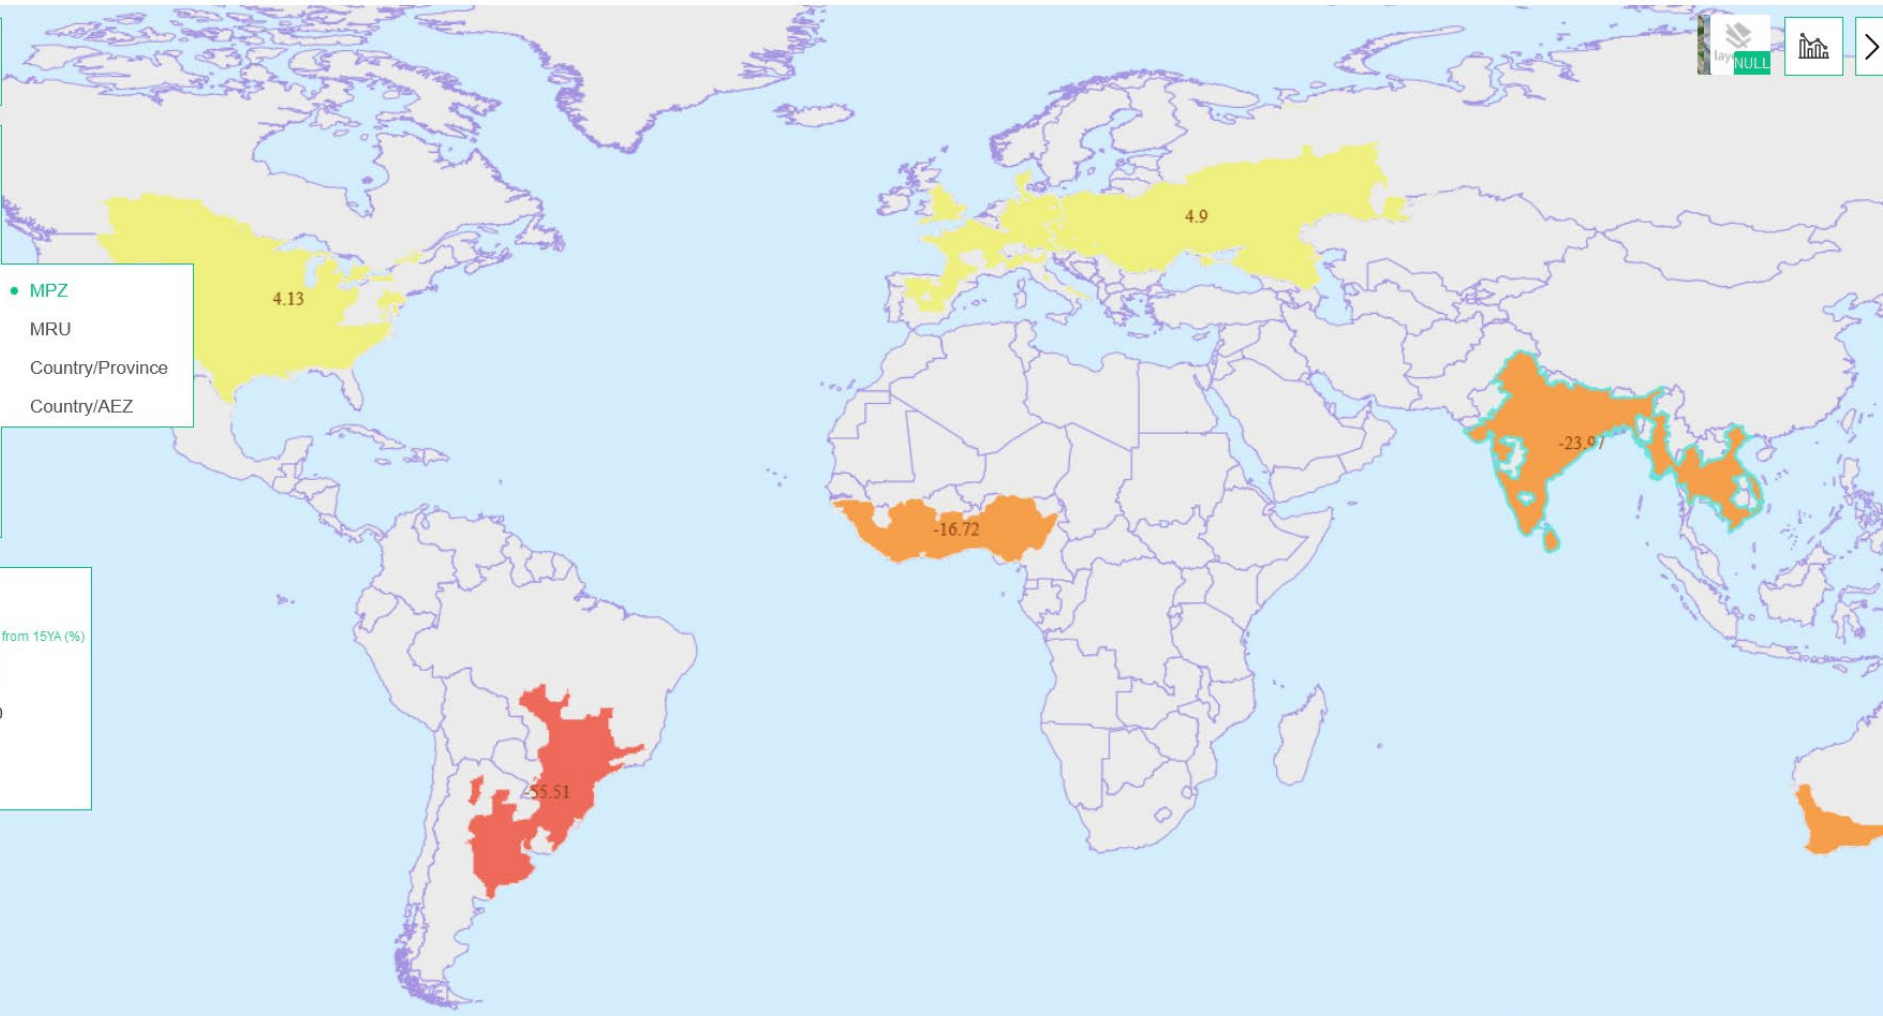 lay
NULL
4.9
4.13
MPZ
MRU
Country/Province
Country/AEZ
-23.97
-16.72
from 15YA (%)
-55.51